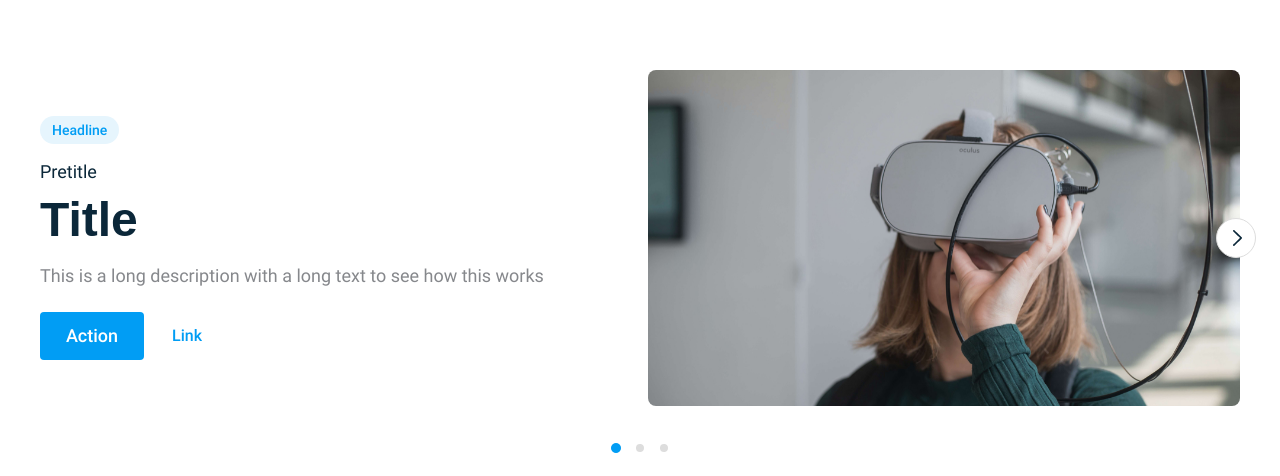 Headline
Pretitle
Title
This is a long description with a long text to see how this works
Action
Link
oculus